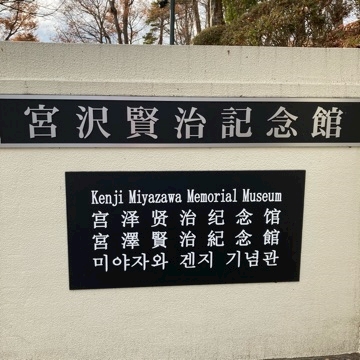 宮沢賢治記念館
Kenji Miyazawa Memorial Museum
宫泽贤治纪念馆
宮澤賢治紀念館
미야자와 겐지 기념관